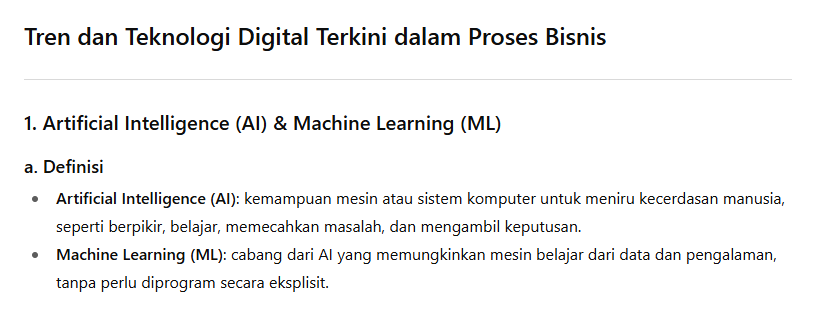 Tren dan Teknologi Digital Terkini dalam Proses Bisnis
1. Artificial Intelligence (AI) & Machine Learning (ML)
a. Definisi
• Artificial Intelligence (AI): kemampuan mesin atau sistem komputer untuk meniru kecerdasan manusia,
seperti berpikir, belajar, memecahkan masalah, dan mengambil keputusan.
• Machine Learning (ML): cabang dari AI yang memungkinkan mesin belajar dari data dan pengalaman,
tanpa perlu diprogram secara eksplisit.